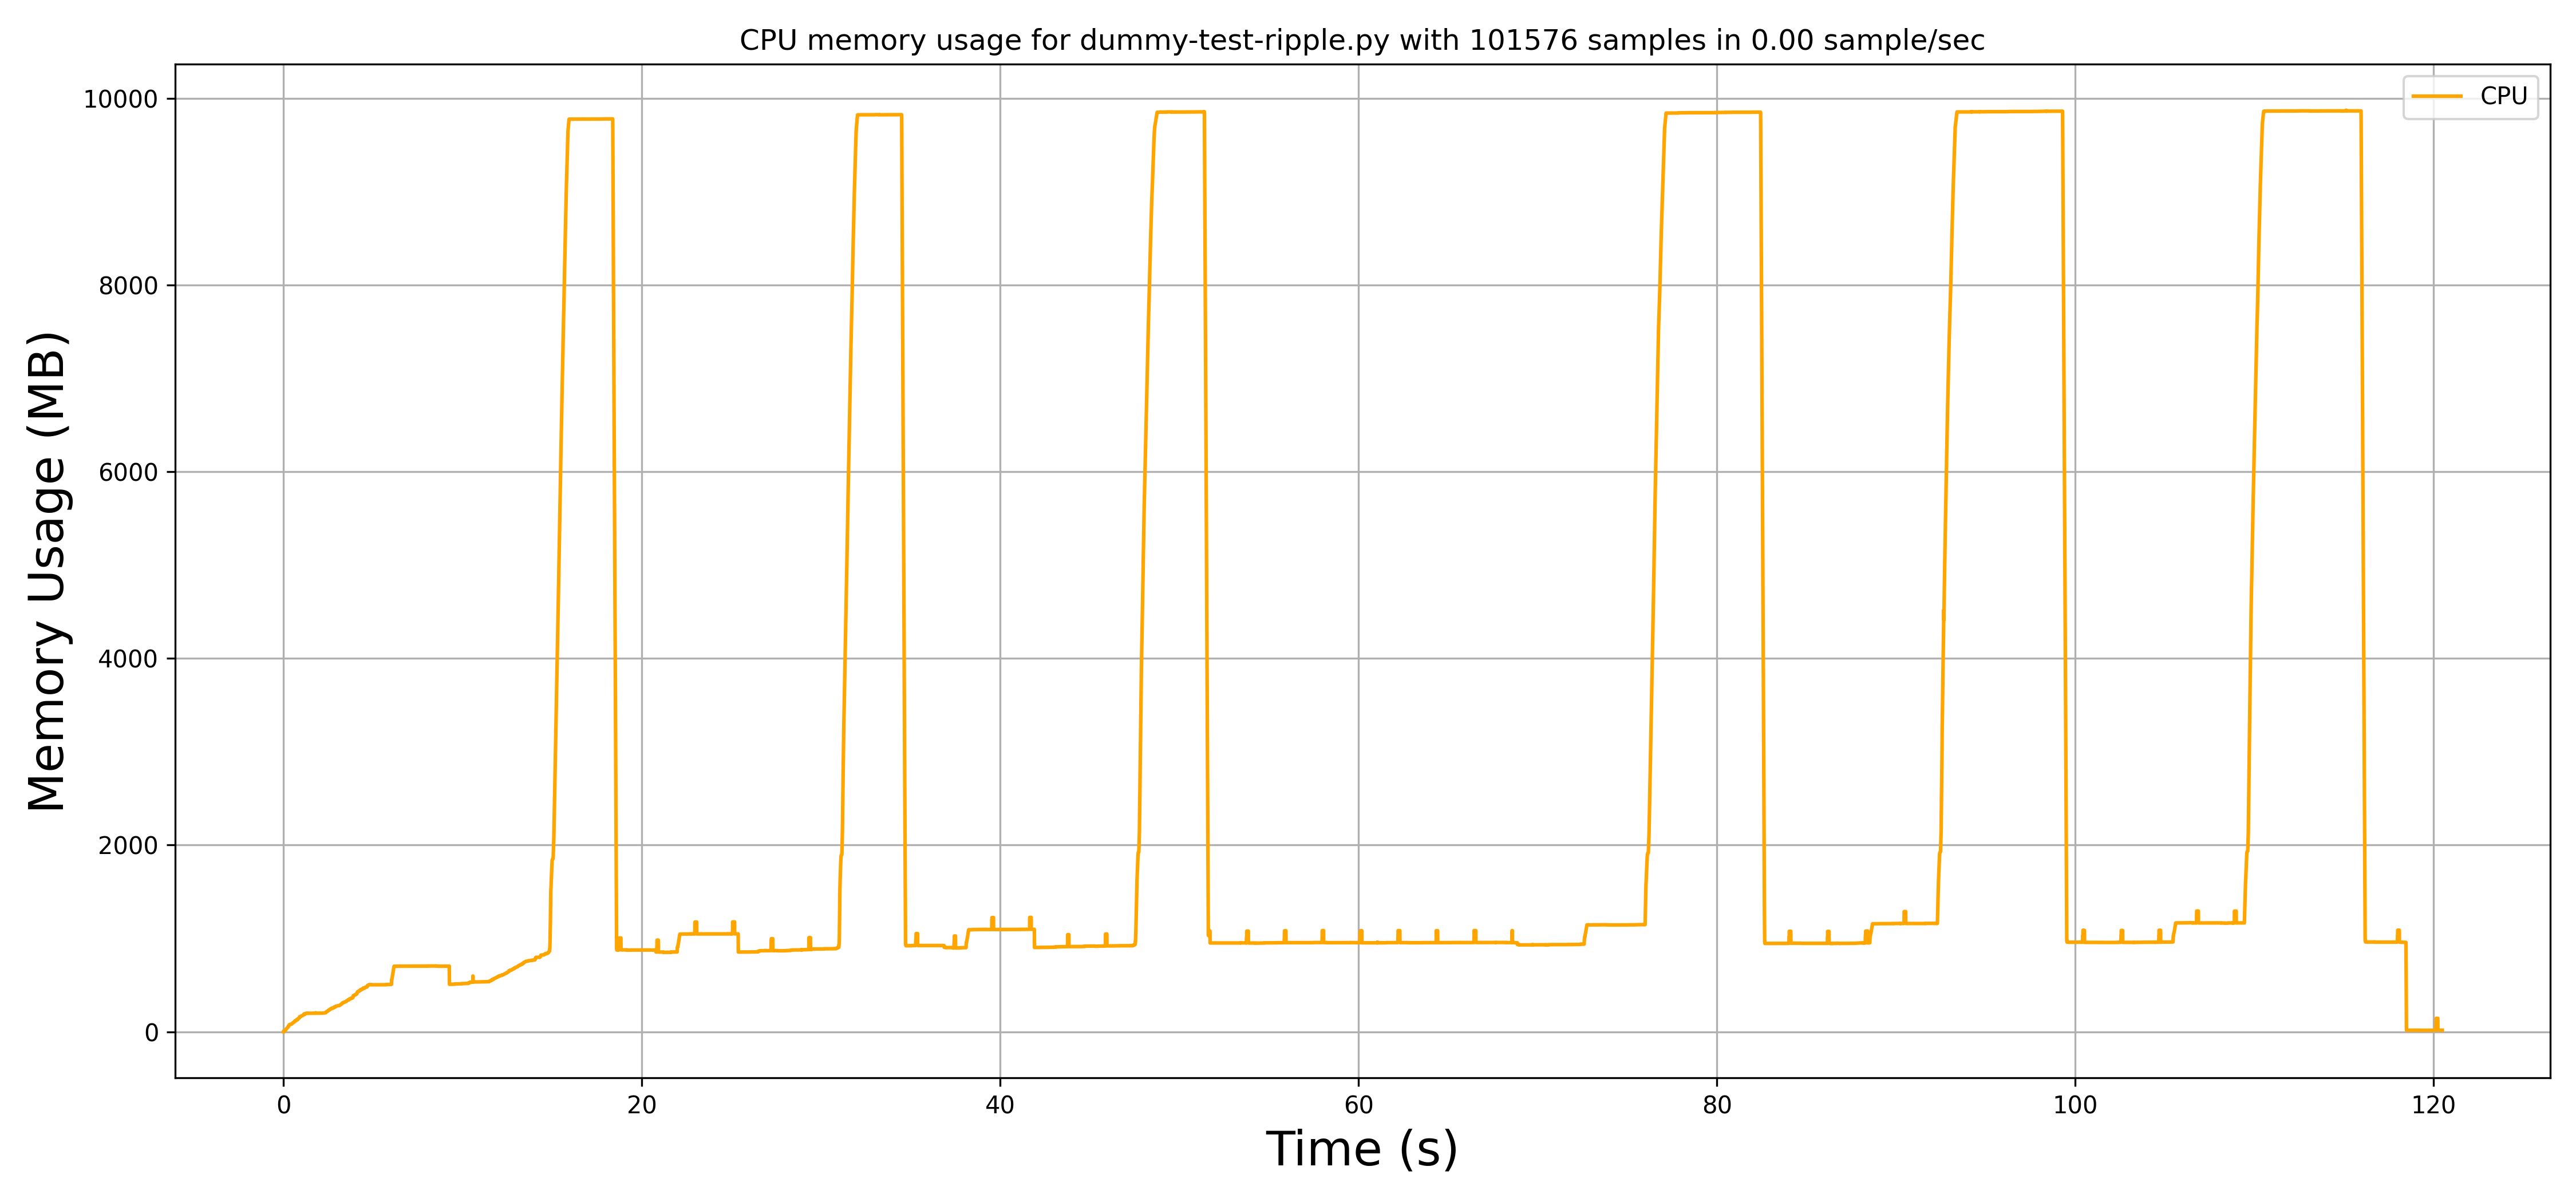 CPU memory usage for dummy-test-ripple.py with 101576 samples in 0.00 sample/sec
CPU
Memory Usage (MB)
10000
8000
6000
4000
2000
0
0 20 40 60 80 100 120
Time (s)